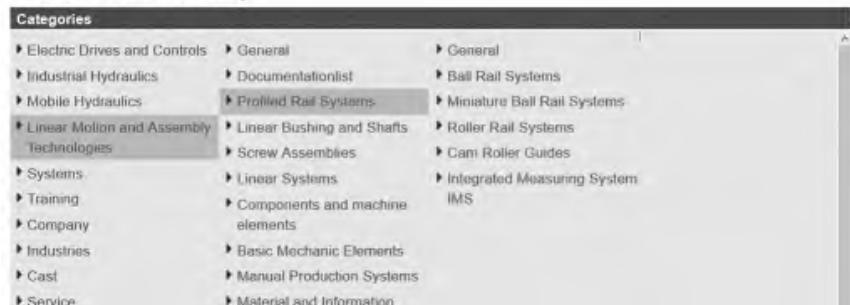 Categories
Electric Drives and Controls
Industrial Hydraulics
Mobile Hydraulics
Linear Motion and Assembly
Technologies
Systems
Training
Company
Industries
Cast
Service
General
Documentationlist
Profiled Rail Systems
Linear Bushing and Shafts
Screw Assemblies
Linear Systems
Components and machine
elements
Basic Mechanic Elements
Manual Production Systems
Material and Information
General
Ball Rail Systems
Miniature Ball Rail Systems
Roller Rail Systems
Cam Roller Guides
Integrated Measuring System
IMS